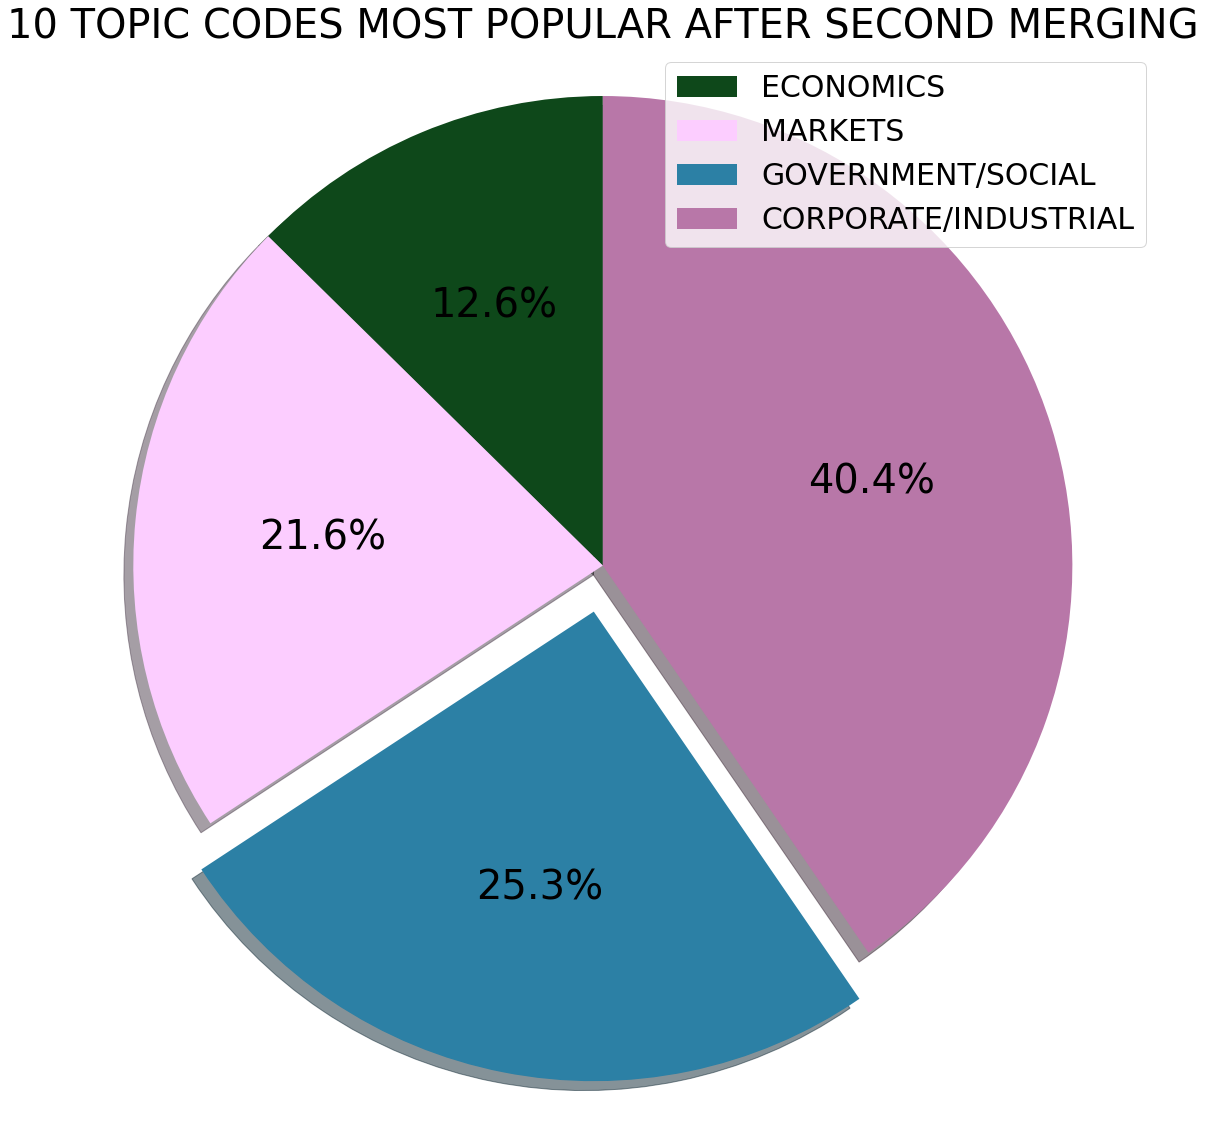 10 TOPIC CODES MOST POPULAR AFTER SECOND MERGING
ECONOMICS
MARKETS
GOVERNMENT/SOCIAL
CORPORATE/INDUSTRIAL
12.6%
40.4%
21.6%
25.3%